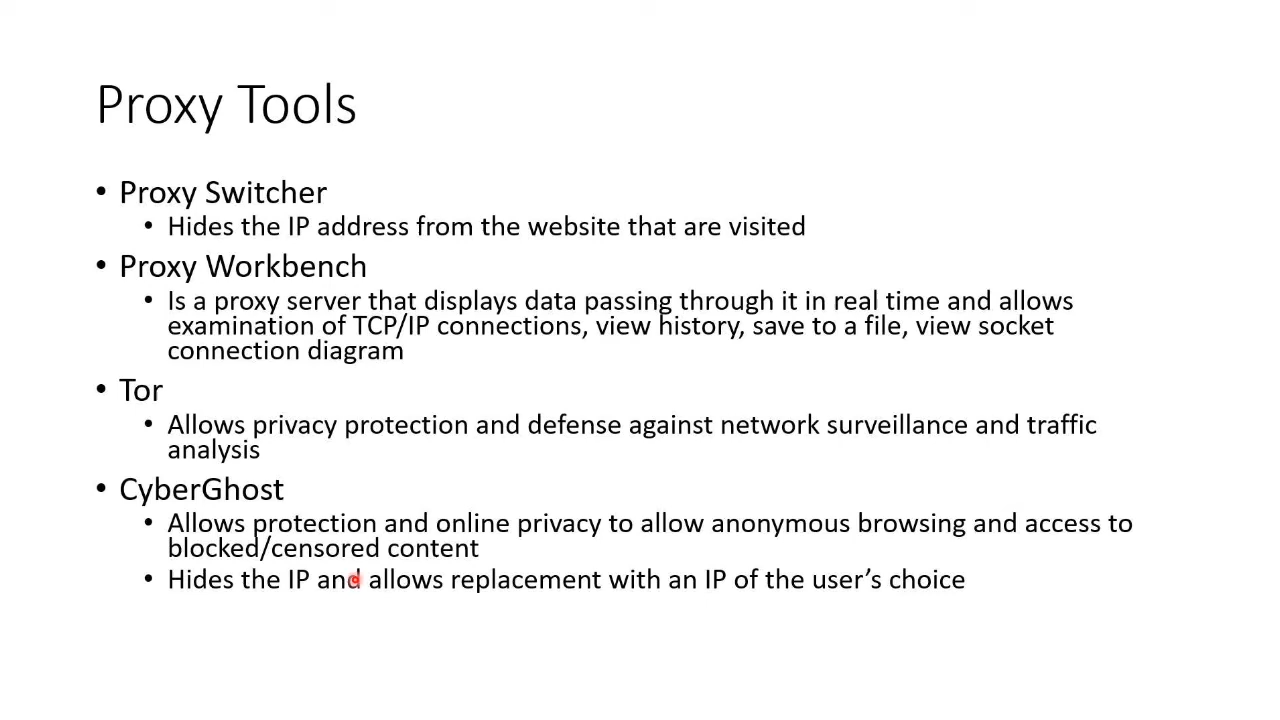 Proxy Tools
• Proxy Switcher
• Hides the IP address from the website that are visited
• Proxy Workbench
• Is a proxy server that displays data passing through it in real time and allows
examination of TCP/IP connections, view history, save to a file, view socket
connection diagram
• Tor
• Allows privacy protection and defense against network surveillance and traffic
analysis
• CyberGhost
• Allows protection and online privacy to allow anonymous browsing and access to
blocked/censored content
• Hides the IP and allows replacement with an IP of the user’s choice